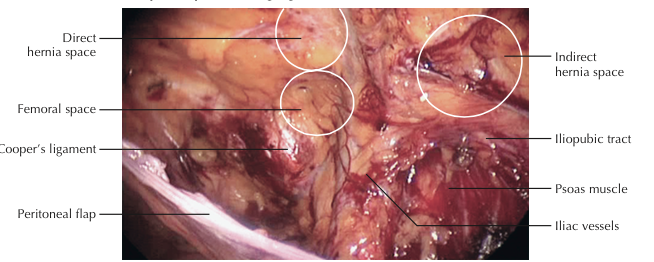 Direct
hernia space
Femoral space
Cooper's ligament
Peritoneal flap
Indirect
hernia space
Iliopubic tract
Psoas muscle
Iliac vessels